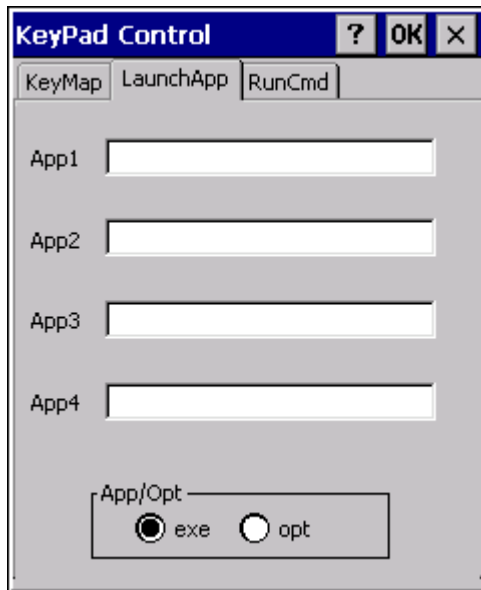 KeyPad Control ? OK ×
KeyMap LaunchApp RunCmd
App1
App2
App3
App4
App/Opt
exe opt